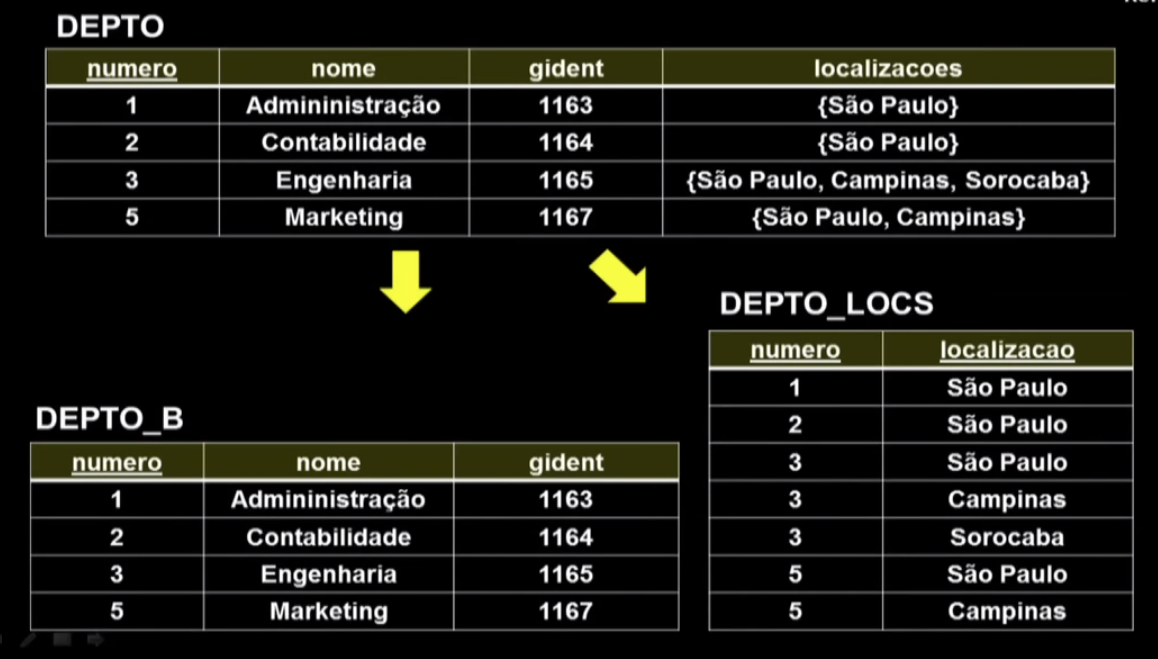 DEPTO
numero nome gident localizacoes
1 Admininistração 1163 {São Paulo}
2 Contabilidade 1164 {São Paulo}
3 Engenharia 1165 {São Paulo, Campinas, Sorocaba}
5 Marketing 1167 {São Paulo, Campinas}
DEPTO_LOCS
numero localizacao
1 São Paulo
2 São Paulo
3 São Paulo
3 Campinas
3 Sorocaba
5 São Paulo
5 Campinas
DEPTO_B
numero nome gident
1 Admininistração 1163
2 Contabilidade 1164
3 Engenharia 1165
5 Marketing 1167